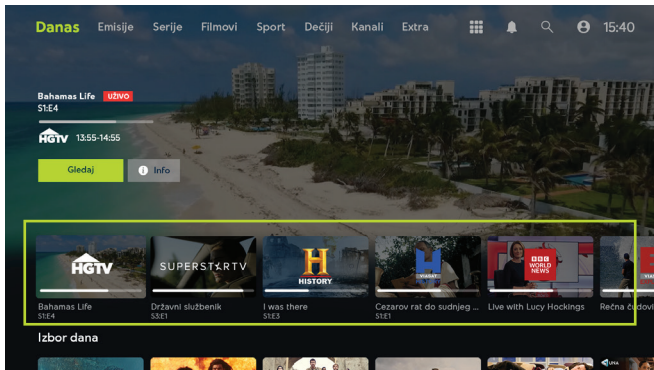 Danas Emisije Serije Filmovi Sport Dečiji Kanali Extra 15:40
Bahamas Life UŽIVO
S1:E4
HGTV 13:55-14:55
Gledaj i Info
HGTV SUPERSTARTV H HISTORY VIASAT BBC WORLD NEWS
Bahamas Life Državni službenik I was there Cezarov rat do sudnjeg ... Live with Lucy Hockings Rečna čudovi
S1:E4 S3:E1 S1:E3 S1:E1
Izbor dana
UNA